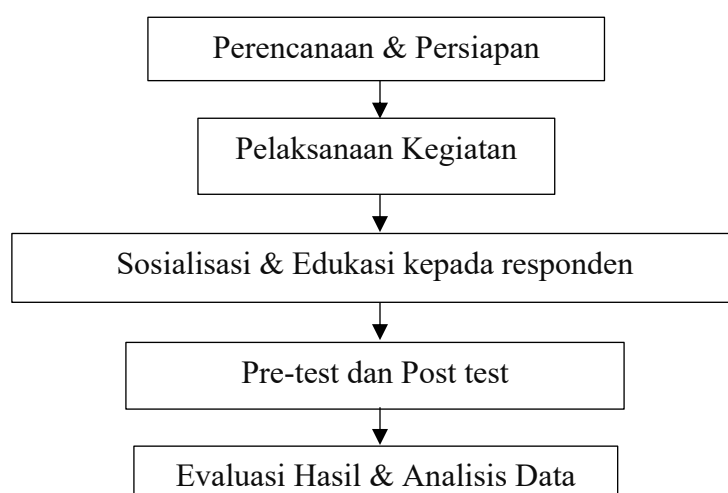 Perencanaan & Persiapan
Pelaksanaan Kegiatan
Sosialisasi & Edukasi kepada responden
Pre-test dan Post test
Evaluasi Hasil & Analisis Data